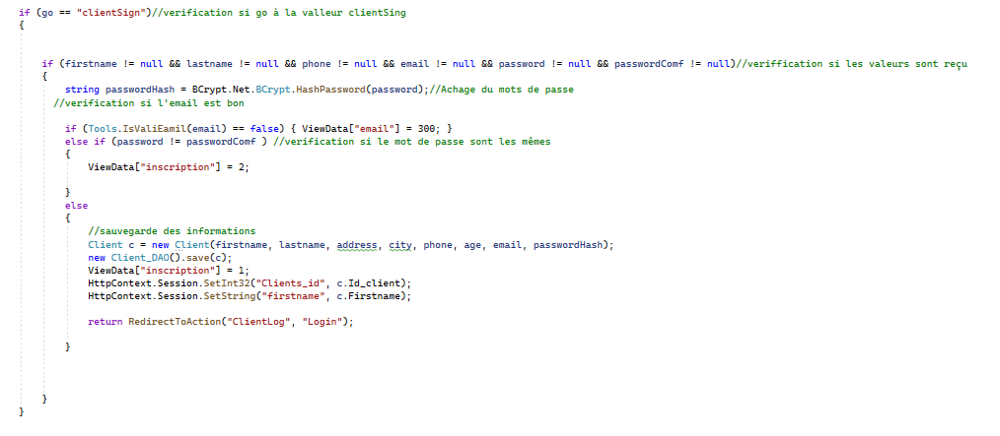 if (go == "clientSign")//verification si go à la valleur clientSing
{
if (firstname != null && lastname != null && phone != null && email != null && password != null && passwordComf != null)//veriffication si les valeurs sont reçu
{
string passwordHash = BCrypt.Net.BCrypt.HashPassword(password);//Achage du mots de passe
//verification si l'email est bon
if (Tools.IsValiEamil(email) == false) { ViewData["email"] = 300; }
else if (password != passwordComf ) //verification si le mot de passe sont les mêmes
{
ViewData["inscription"] = 2;
}
else
{
//sauvegarde des informations
Client c = new Client(firstname, lastname, address, city, phone, age, email, passwordHash);
new Client_DAO().save(c);
ViewData["inscription"] = 1;
HttpContext.Session.SetInt32("Clients_id", c.Id_client);
HttpContext.Session.SetString("firstname", c.Firstname);
return RedirectToAction("ClientLog", "Login");
}
}
}